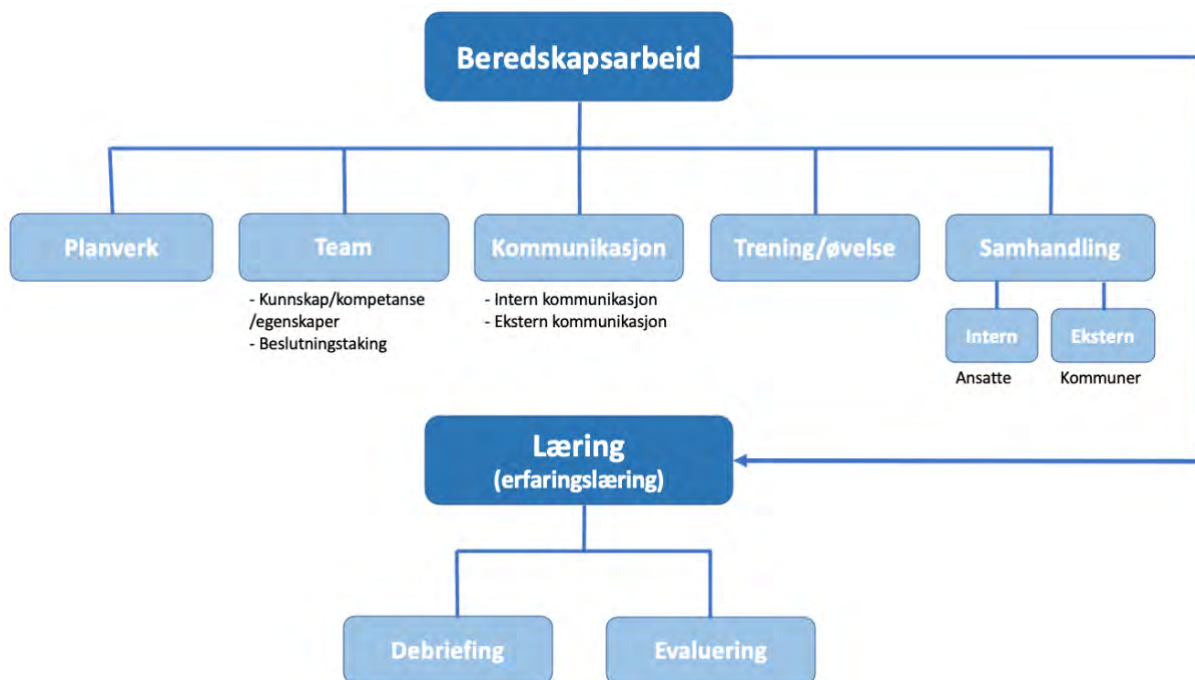 Beredskapsarbeid
Planverk
Team
Kommunikasjon
Trening/øvelse
Samhandling
- Kunnskap/kompetanse
/egenskaper
- Beslutningstaking
- Intern kommunikasjon
- Ekstern kommunikasjon
Intern
Ekstern
Ansatte
Kommuner
Læring
(erfaringslæring)
Debriefing
Evaluering